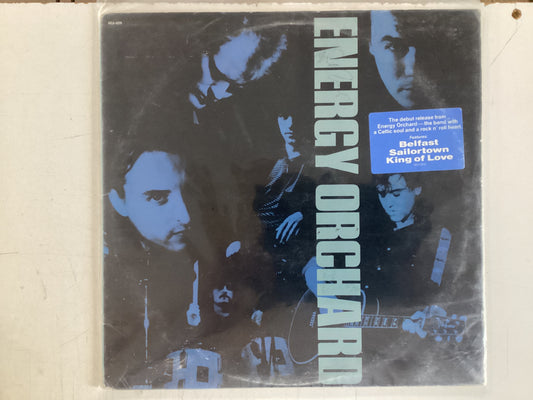 ENERGY ORCHARD
The debut release from
Energy Orchard—the band with
a Celtic soul and a rock n' roll heart.
Features:
Belfast
Sailortown
King of Love